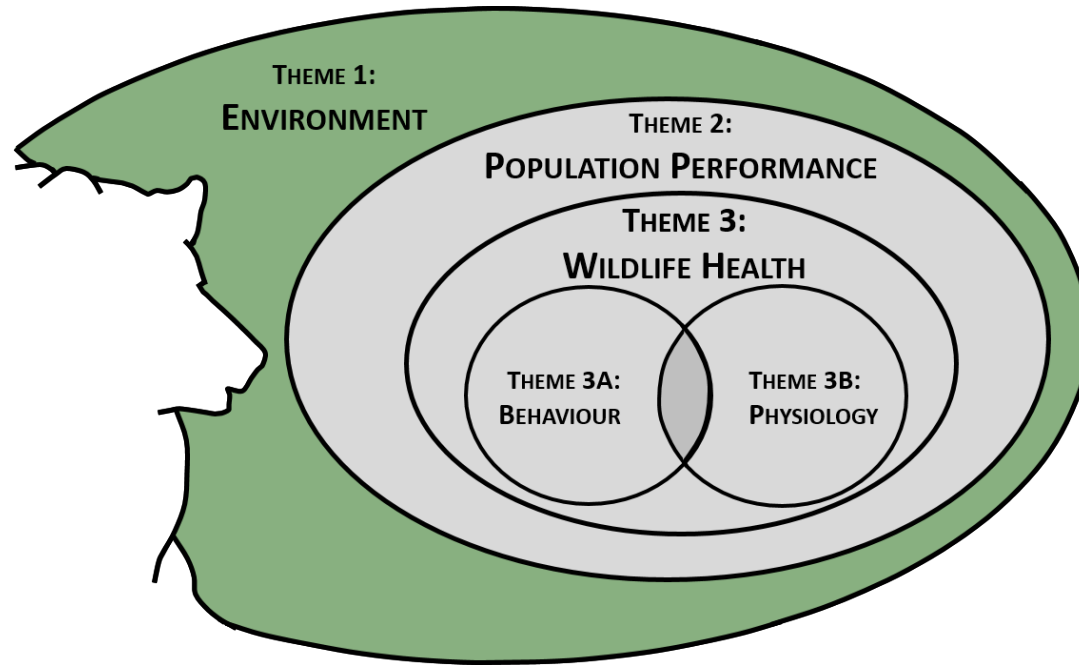 THEME 1:
ENVIRONMENT
THEME 2:
POPULATION PERFORMANCE
THEME 3:
WILDLIFE HEALTH
THEME 3A:
BEHAVIOUR
THEME 3B:
PHYSIOLOGY